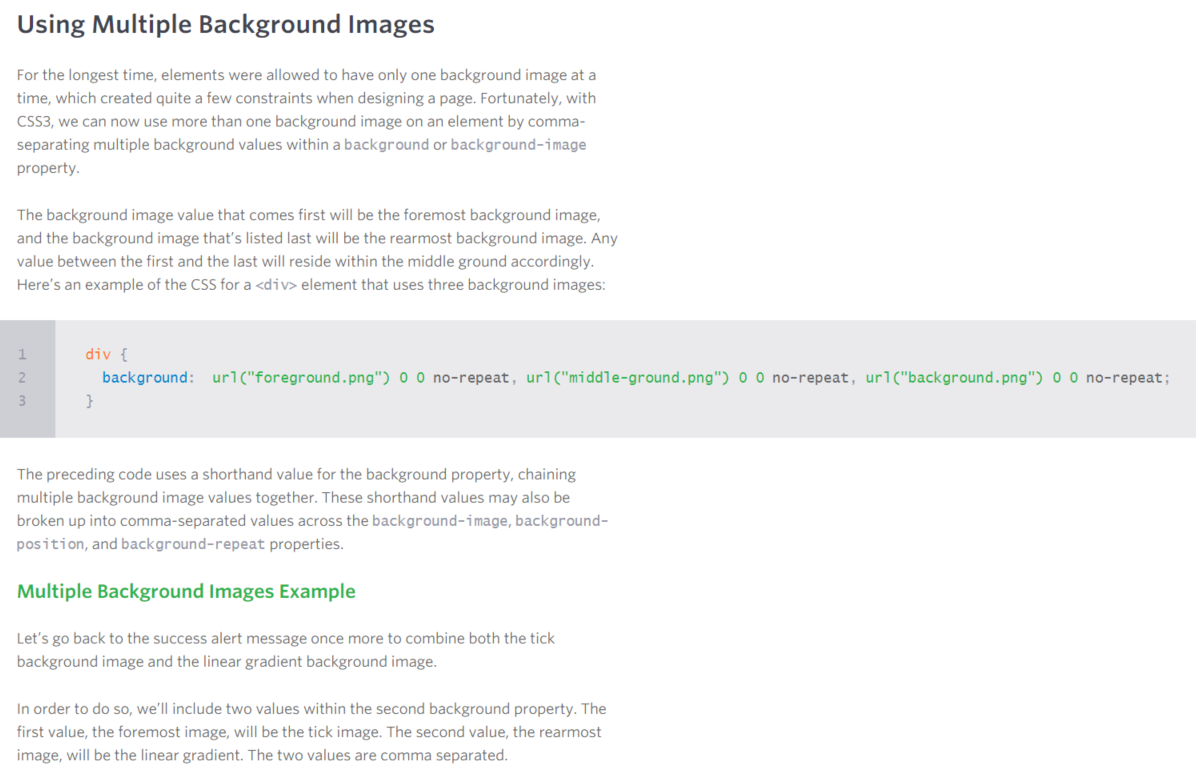 Using Multiple Background Images
For the longest time, elements were allowed to have only one background image at a
time, which created quite a few constraints when designing a page. Fortunately, with
CSS3, we can now use more than one background image on an element by comma-
separating multiple background values within a background or background-image
property.
The background image value that comes first will be the foremost background image,
and the background image that’s listed last will be the rearmost background image. Any
value between the first and the last will reside within the middle ground accordingly.
Here’s an example of the CSS for a <div> element that uses three background images:
1 div {
2 background: url("foreground.png") 0 0 no-repeat, url("middle-ground.png") 0 0 no-repeat, url("background.png") 0 0 no-repeat;
3 }
The preceding code uses a shorthand value for the background property, chaining
multiple background image values together. These shorthand values may also be
broken up into comma-separated values across the background-image, background-
position, and background-repeat properties.
Multiple Background Images Example
Let’s go back to the success alert message once more to combine both the tick
background image and the linear gradient background image.
In order to do so, we’ll include two values within the second background property. The
first value, the foremost image, will be the tick image. The second value, the rearmost
image, will be the linear gradient. The two values are comma separated.